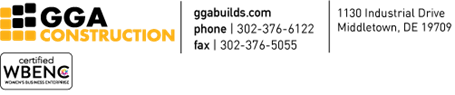 GGA
CONSTRUCTION
certified
WBENC
WOMEN'S BUSINESS ENTERPRISE
ggabuilds.com
phone | 302-376-6122
fax | 302-376-5055
1130 Industrial Drive
Middletown, DE 19709